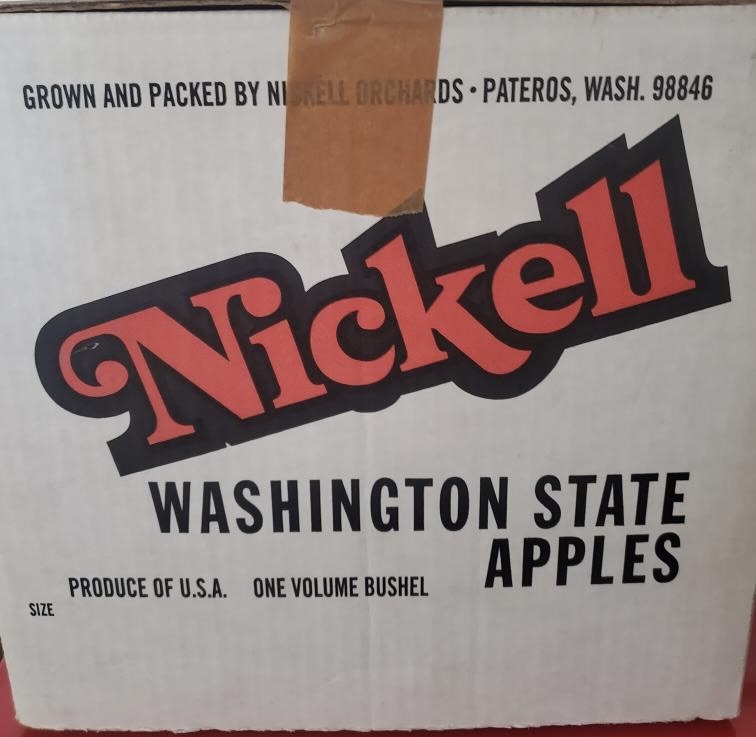 GROWN AND PACKED BY NICKELL ORCHARDS • PATEROS, WASH. 98846
Nickell
WASHINGTON STATE
APPLES
PRODUCE OF U.S.A. ONE VOLUME BUSHEL
SIZE